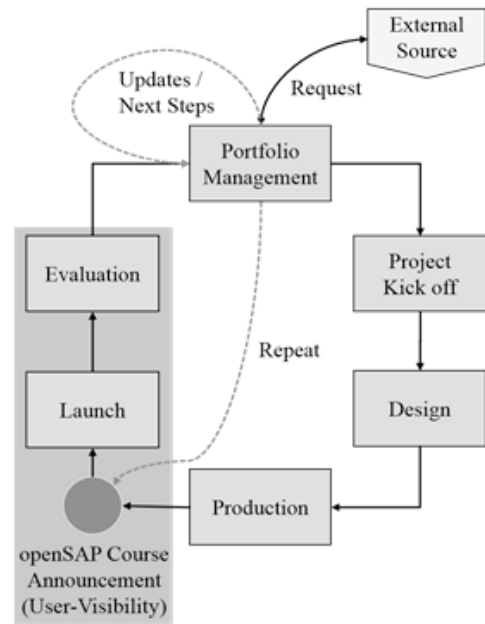 External
Source
Updates /
Next Steps
Request
Portfolio
Management
Evaluation
Project
Kick off
Repeat
Launch
Design
Production
openSAP Course
Announcement
(User-Visibility)